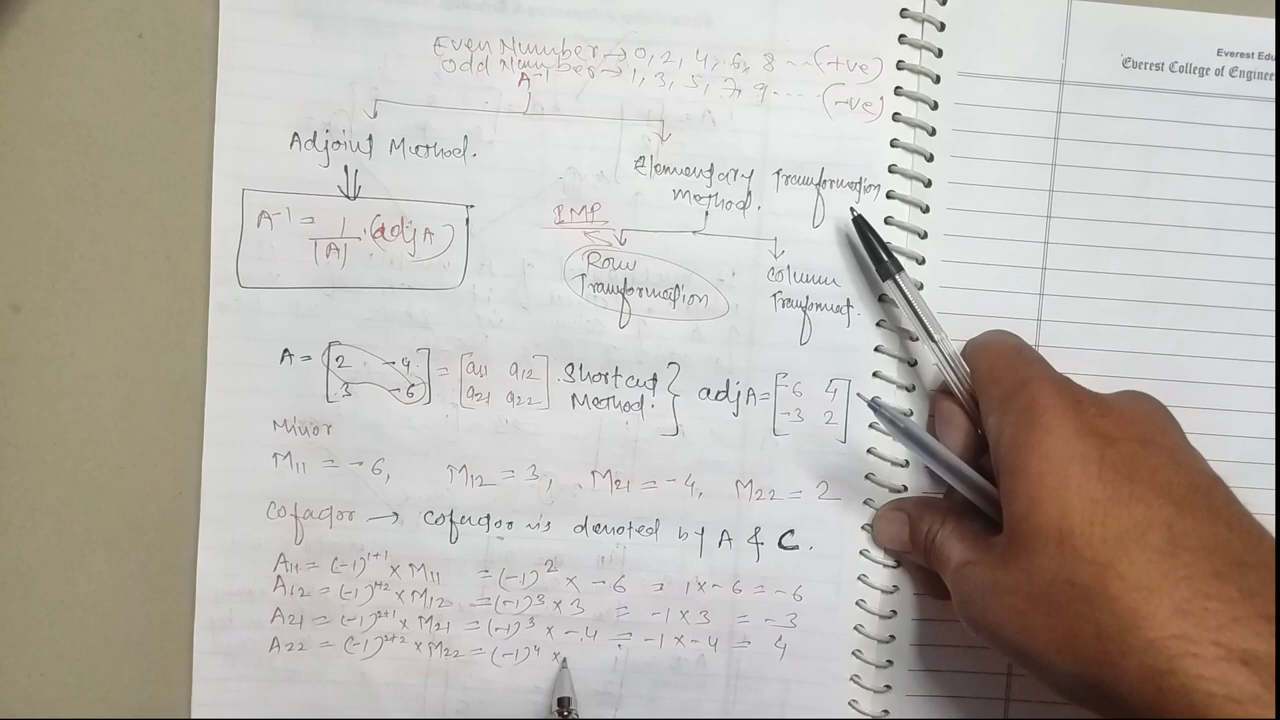 Even Number → 0, 2, 4, 6, 8 .... (+ve)
Odd Number → 1, 3, 5, 7, 9 ..... (-ve)
A⁻¹
Adjoint Method.
Elementary Transformation
Method.
A⁻¹ = 1/|A| . (adj A)
IMP
Row
Transformation
Column
Transformat.
A = [2 -4; 3 -6] = [a11 a12; a21 a22] . Shortcut Method. } adj A = [-6 4; -3 2]
Minor
M11 = -6, M12 = 3, M21 = -4, M22 = 2
Cofactor → Cofactor is denoted by A & C.
A11 = (-1)¹⁺¹ × M11 = (-1)² × -6 = 1 × -6 = -6
A12 = (-1)¹⁺² × M12 = (-1)³ × 3 = -1 × 3 = -3
A21 = (-1)²⁺¹ × M21 = (-1)³ × -4 = -1 × -4 = 4
A22 = (-1)²⁺² × M22 = (-1)⁴ ×
Everest Edu
Everest College of Enginee